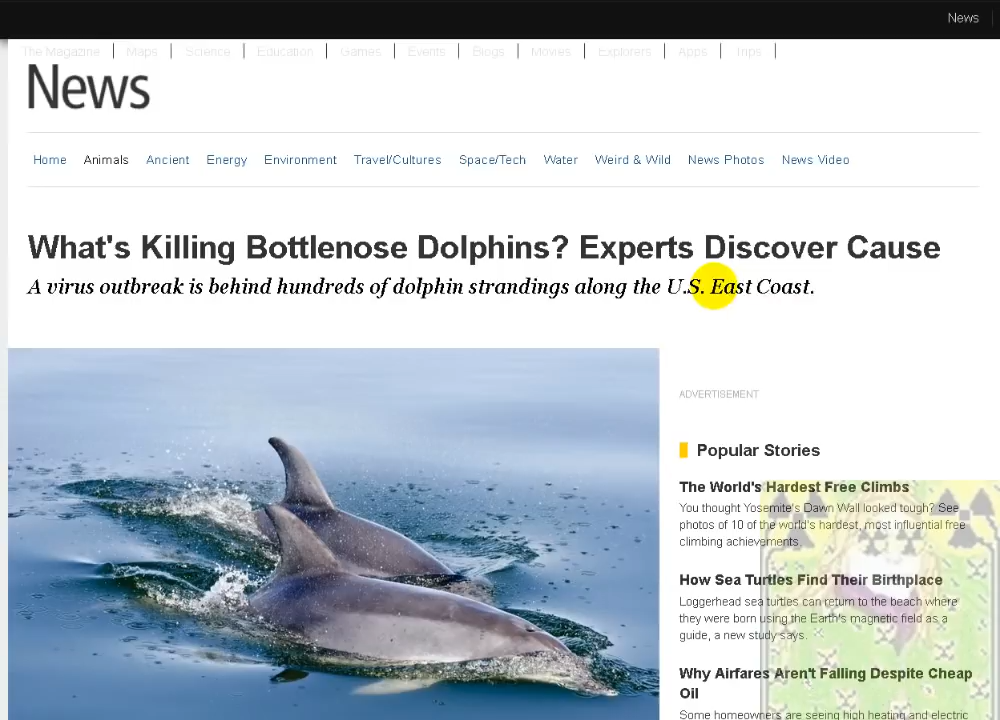 News
The Magazine | Maps | Science | Education | Games | Events | Blogs | Movies | Explorers | Apps | Trips |
News
Home Animals Ancient Energy Environment Travel/Cultures Space/Tech Water Weird & Wild News Photos News Video
What's Killing Bottlenose Dolphins? Experts Discover Cause
A virus outbreak is behind hundreds of dolphin strandings along the U.S. East Coast.
ADVERTISEMENT
Popular Stories
The World's Hardest Free Climbs
You thought Yosemite's Dawn Wall looked tough? See
photos of 10 of the world's hardest, most influential free
climbing achievements.
How Sea Turtles Find Their Birthplace
Loggerhead sea turtles can return to the beach where
they were born using the Earth's magnetic field as a
guide, a new study says.
Why Airfares Aren't Falling Despite Cheap
Oil
Some homeowners are seeing high heating and electric